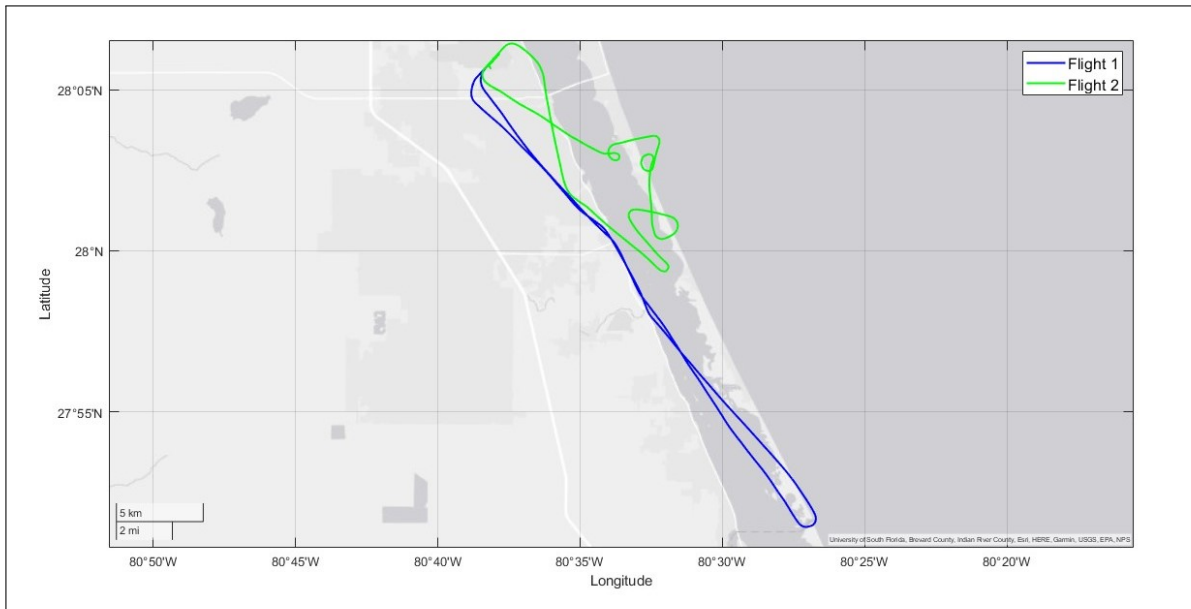 Flight 1
Flight 2
28°05'N
28°N
27°55'N
Latitude
5 km
2 mi
University of South Florida, Brevard County, Indian River County, Esri, HERE, Garmin, USGS, EPA, NPS
80°50'W
80°45'W
80°40'W
80°35'W
80°30'W
80°25'W
80°20'W
Longitude